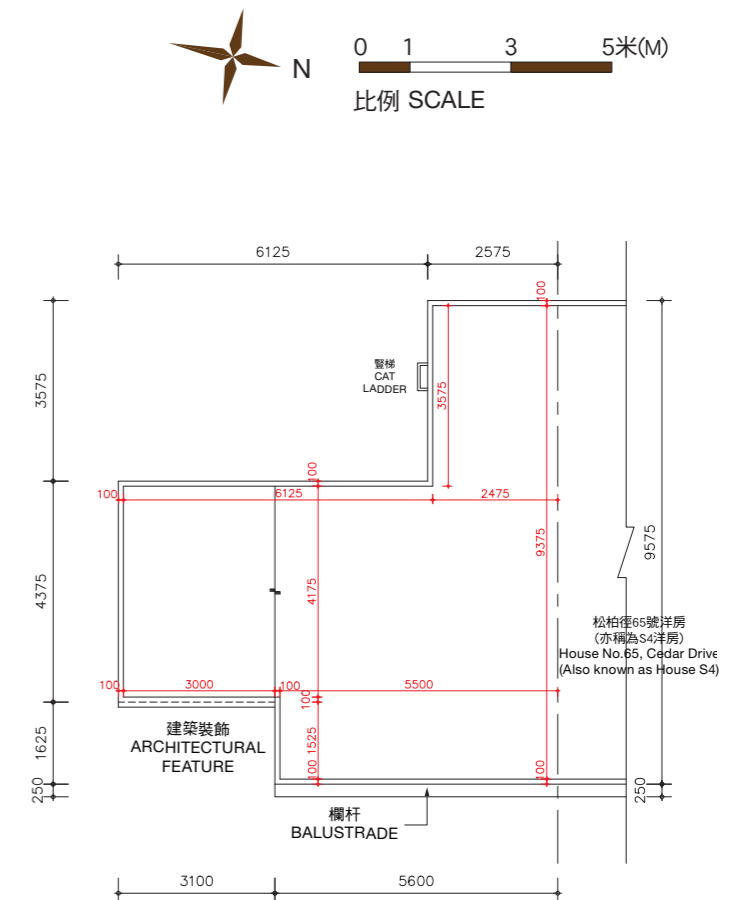 N
0 1 3 5米(M)
比例 SCALE
6125 2575
100
3575
豎梯
CAT
LADDER
3575
100
100 6125 2475
9375
9575
4375
4175
松柏徑65號洋房
(亦稱為S4洋房)
House No.65, Cedar Drive
(Also known as House S4)
100 3000 100 5500
100
1625
建築裝飾
ARCHITECTURAL
FEATURE
1525
100
100
250
250
欄杆
BALUSTRADE
3100 5600